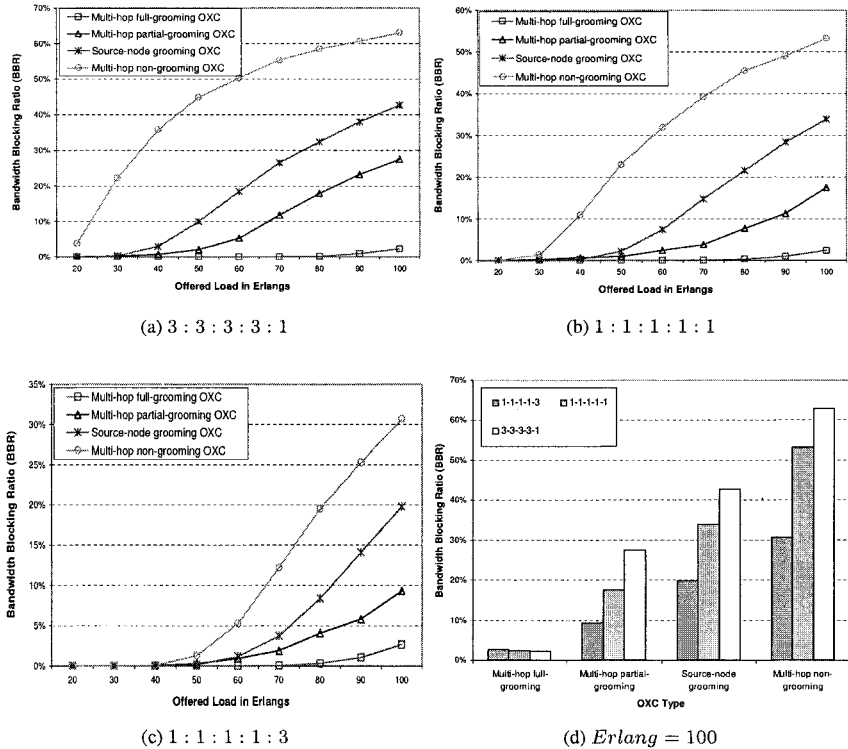 70%
60%
50%
40%
30%
20%
10%
0%
Bandwidth Blocking Ratio (BBR)
Multi-hop full-grooming OXC
Multi-hop partial-grooming OXC
Source-node grooming OXC
Multi-hop non-grooming OXC
20 30 40 50 60 70 80 90 100
Offered Load in Erlangs
(a) 3 : 3 : 3 : 3 : 1
60%
50%
40%
30%
20%
10%
0%
Bandwidth Blocking Ratio (BBR)
Multi-hop full-grooming OXC
Multi-hop partial-grooming OXC
Source-node grooming OXC
Multi-hop non-grooming OXC
20 30 40 50 60 70 80 90 100
Offered Load in Erlangs
(b) 1 : 1 : 1 : 1 : 1
35%
30%
25%
20%
15%
10%
5%
0%
Bandwidth Blocking Ratio (BBR)
Multi-hop full-grooming OXC
Multi-hop partial-grooming OXC
Source-node grooming OXC
Multi-hop non-grooming OXC
20 30 40 50 60 70 80 90 100
Offered Load in Erlangs
(c) 1 : 1 : 1 : 1 : 3
70%
60%
50%
40%
30%
20%
10%
0%
Bandwidth Blocking Ratio (BBR)
1-1-1-1-3 1-1-1-1-1
3-3-3-3-1
Multi-hop full- Multi-hop partial- Source-node Multi-hop non-
grooming grooming grooming grooming
OXC Type
(d) Erlang = 100